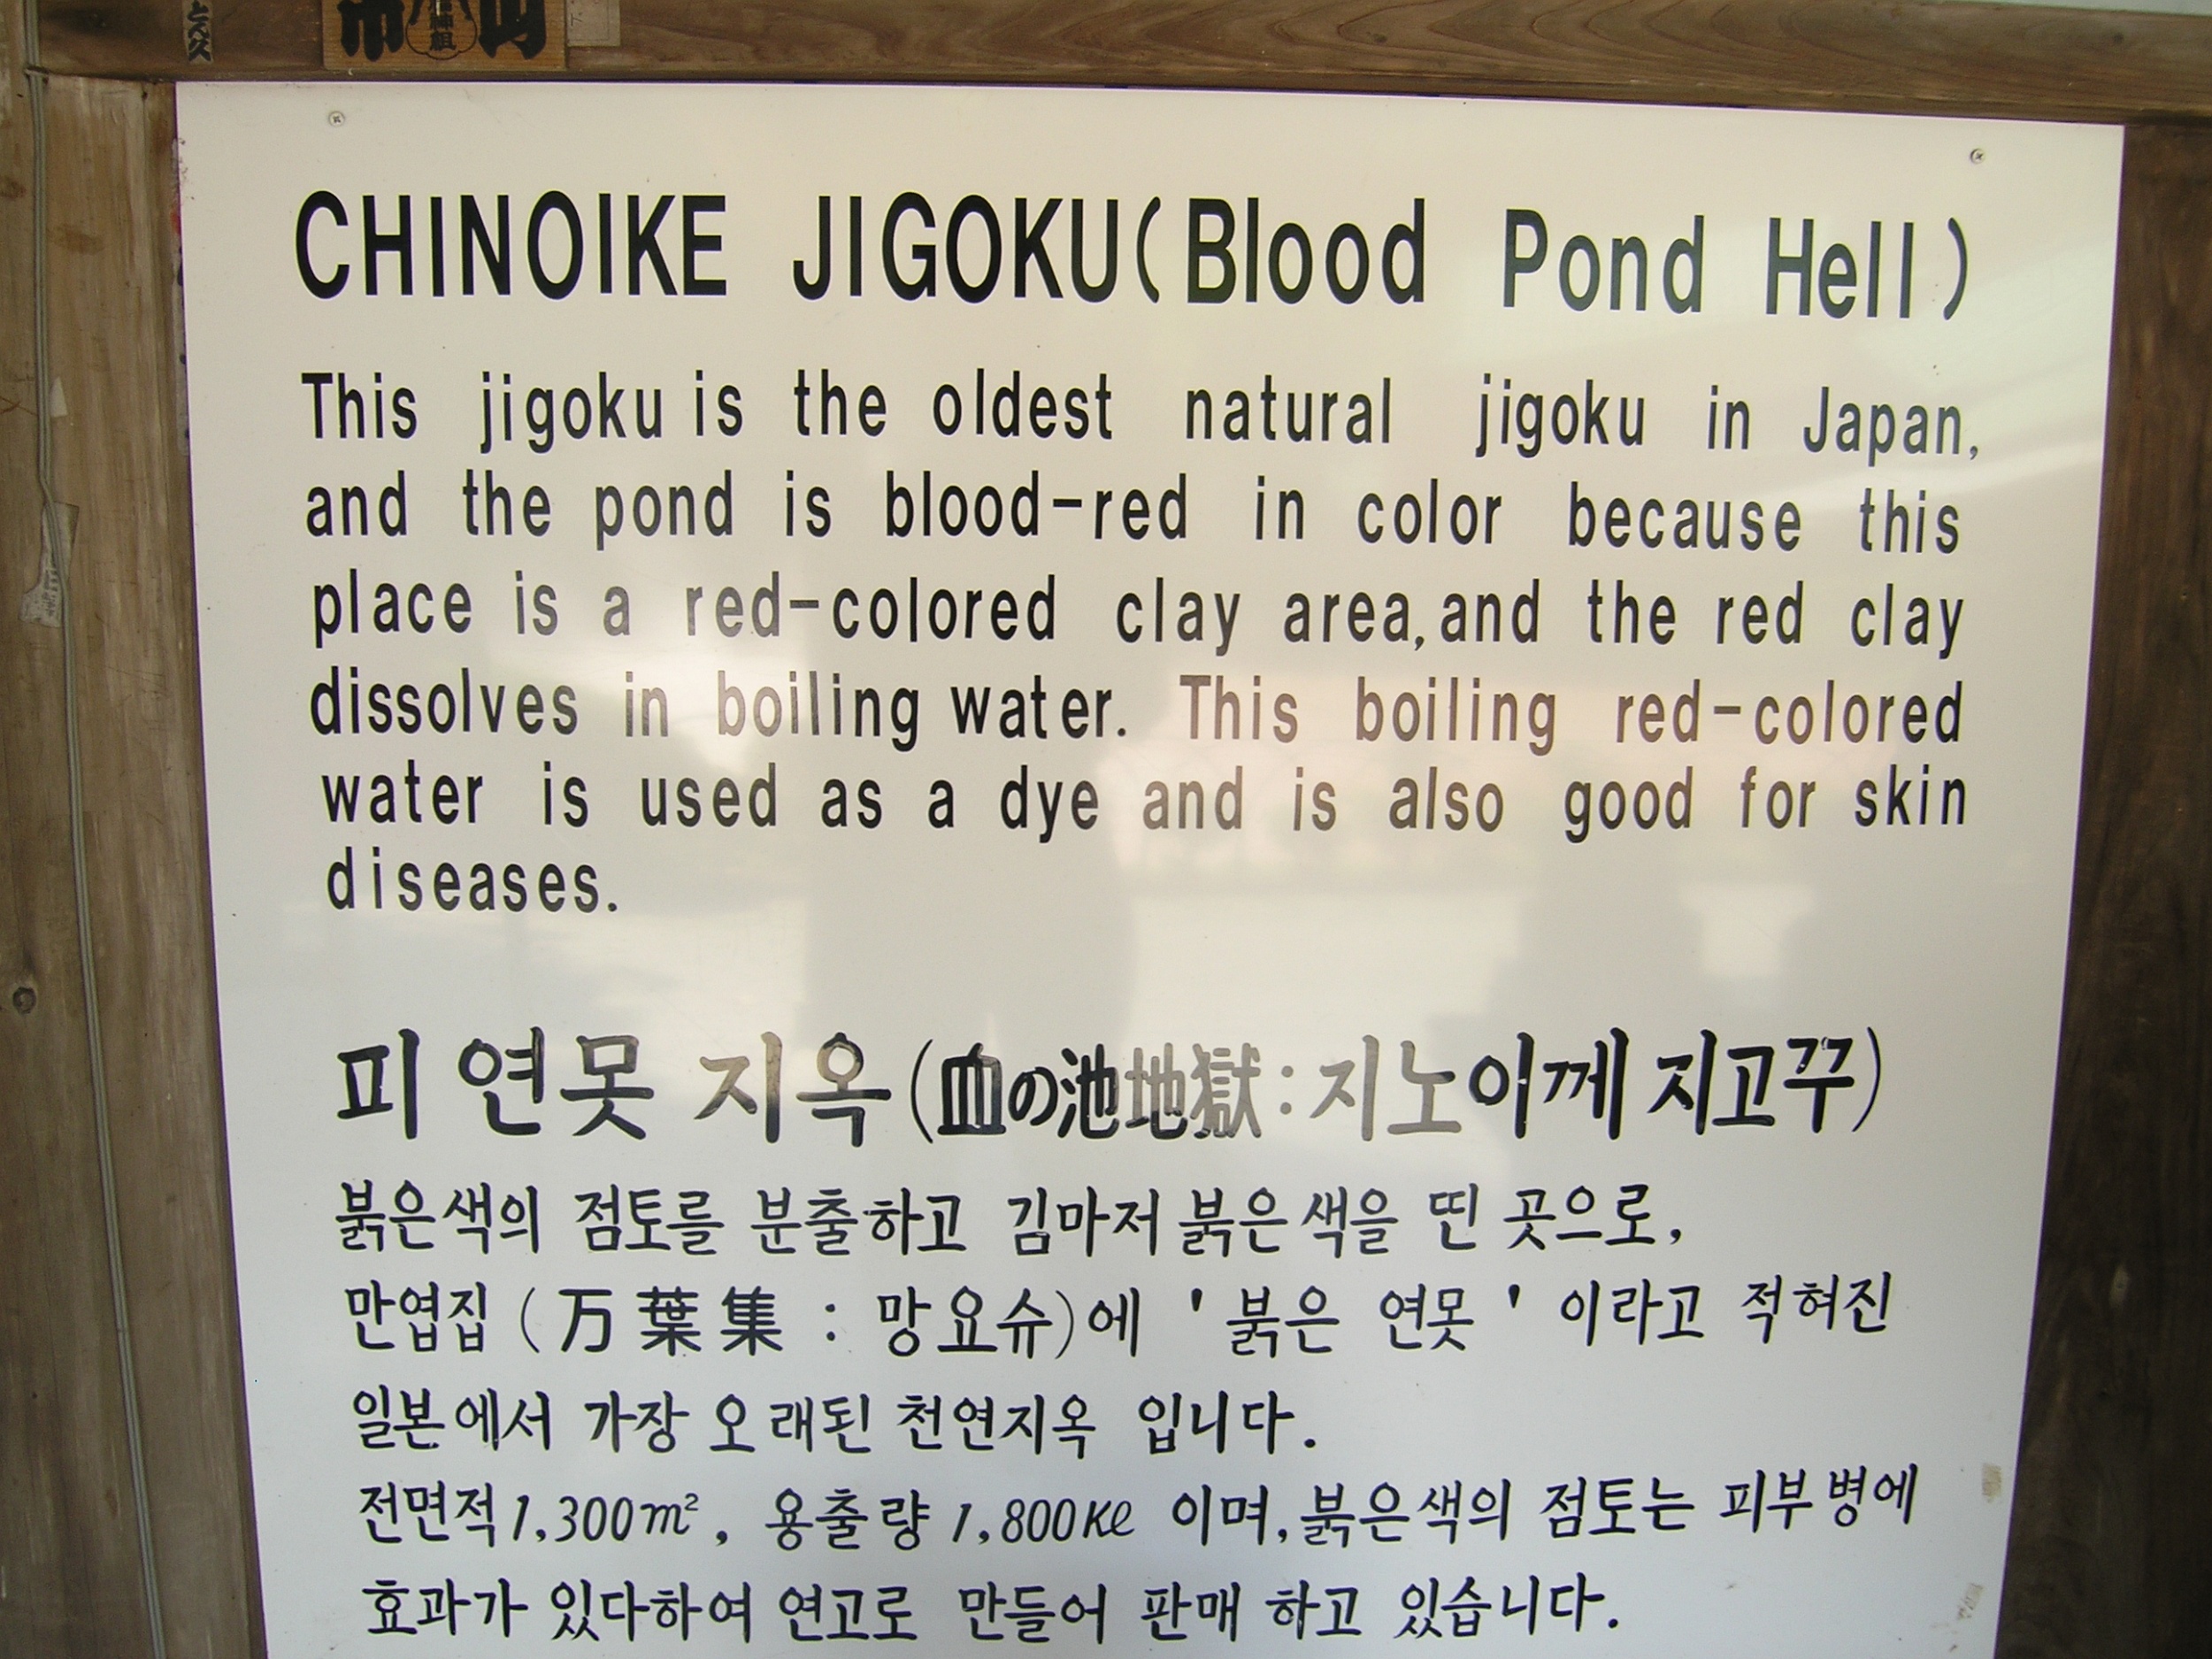 CHINOIKE JIGOKU(Blood Pond Hell)
This jigoku is the oldest natural jigoku in Japan,
and the pond is blood-red in color because this
place is a red-colored clay area,and the red clay
dissolves in boiling water. This boiling red-colored
water is used as a dye and is also good for skin
diseases.
피 연못 지옥(血の池地獄:지노이께 지고꾸)
붉은색의 점토를 분출하고 김마저 붉은색을 띤 곳으로,
만엽집 (万葉集 : 망요슈)에 '붉은 연못' 이라고 적혀진
일본에서 가장 오래된 천연지옥 입니다.
전면적 1,300m², 용출량 1,800Kℓ 이며,붉은색의 점토는 피부병에
효과가 있다하여 연고로 만들어 판매 하고 있습니다.